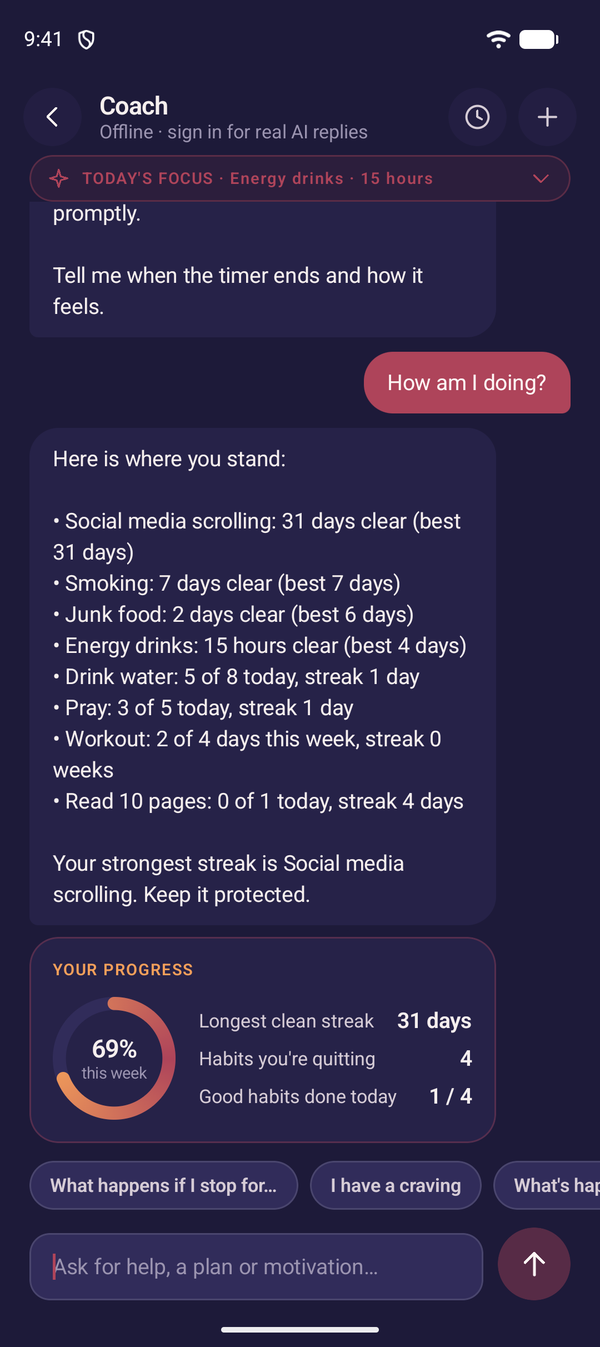 9:41
Coach
Offline · sign in for real AI replies
TODAY'S FOCUS · Energy drinks · 15 hours
promptly.
Tell me when the timer ends and how it
feels.
How am I doing?
Here is where you stand:
• Social media scrolling: 31 days clear (best
31 days)
• Smoking: 7 days clear (best 7 days)
• Junk food: 2 days clear (best 6 days)
• Energy drinks: 15 hours clear (best 4 days)
• Drink water: 5 of 8 today, streak 1 day
• Pray: 3 of 5 today, streak 1 day
• Workout: 2 of 4 days this week, streak 0
weeks
• Read 10 pages: 0 of 1 today, streak 4 days
Your strongest streak is Social media
scrolling. Keep it protected.
YOUR PROGRESS
69%
this week
Longest clean streak 31 days
Habits you're quitting 4
Good habits done today 1 / 4
What happens if I stop for… I have a craving What's hap
Ask for help, a plan or motivation…